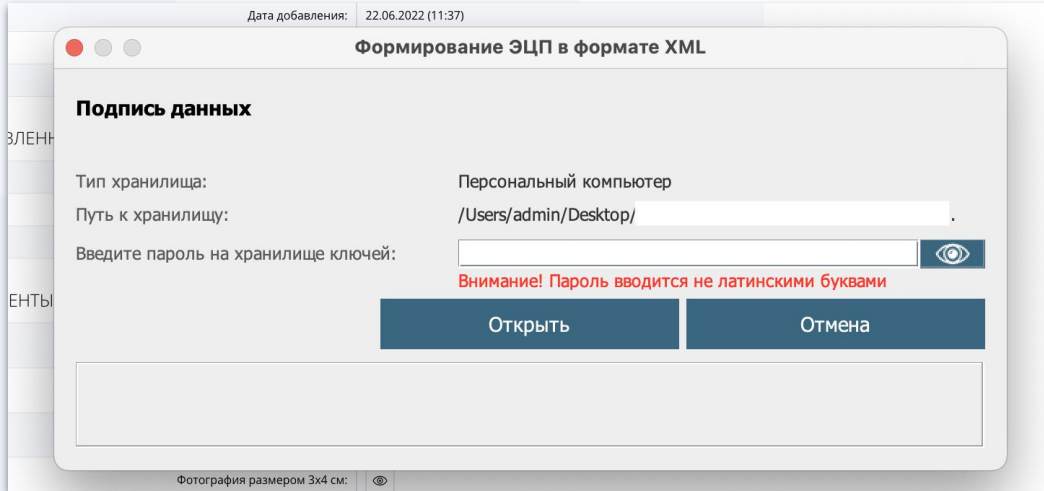 Дата добавления: 22.06.2022 (11:37)
Формирование ЭЦП в формате XML
Подпись данных
ВЛЕНН
Тип хранилища: Персональный компьютер
Путь к хранилищу: /Users/admin/Desktop/ .
Введите пароль на хранилище ключей:
Внимание! Пароль вводится не латинскими буквами
ЕНТЫ
Открыть Отмена
Фотография размером 3x4 см: